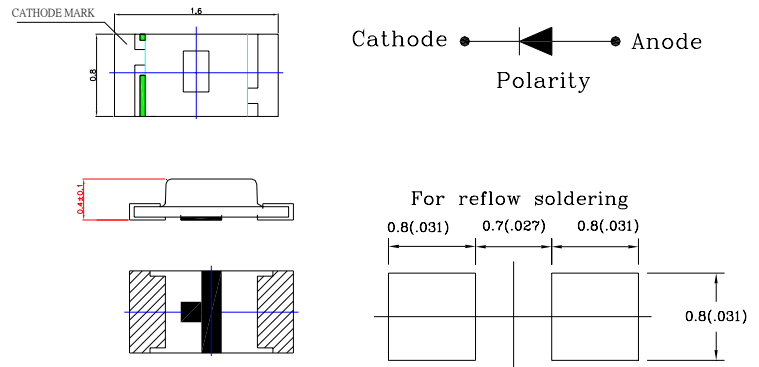 CATHODE MARK
1.6
0.8
Cathode
Anode
Polarity
0.4±0.1
For reflow soldering
0.8(.031)
0.7(.027)
0.8(.031)
0.8(.031)